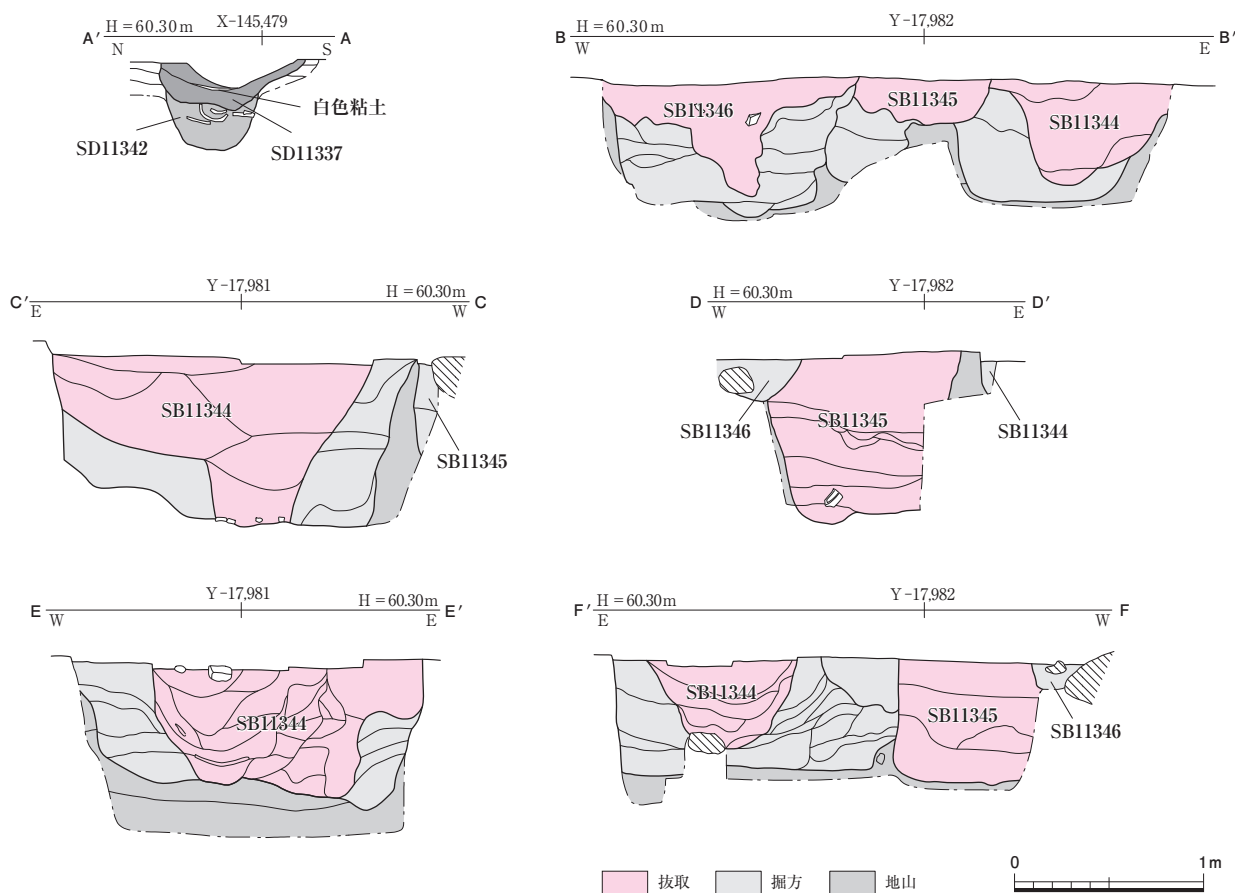 A′ H＝60.30m X−145,479 A
N S
白色粘土
SD11342 SD11337
B H＝60.30m Y−17,982 B′
W E
SB11346 SB11345 SB11344
C′ Y−17,981 H＝60.30m C
E W
SB11344
SB11345
D H＝60.30m Y−17,982 D′
W E
SB11346 SB11345 SB11344
E Y−17,981 H＝60.30m E′
W E
SB11344
F′ H＝60.30m Y−17,982 F
E W
SB11344 SB11345 SB11346
抜取 掘方 地山
0 1m